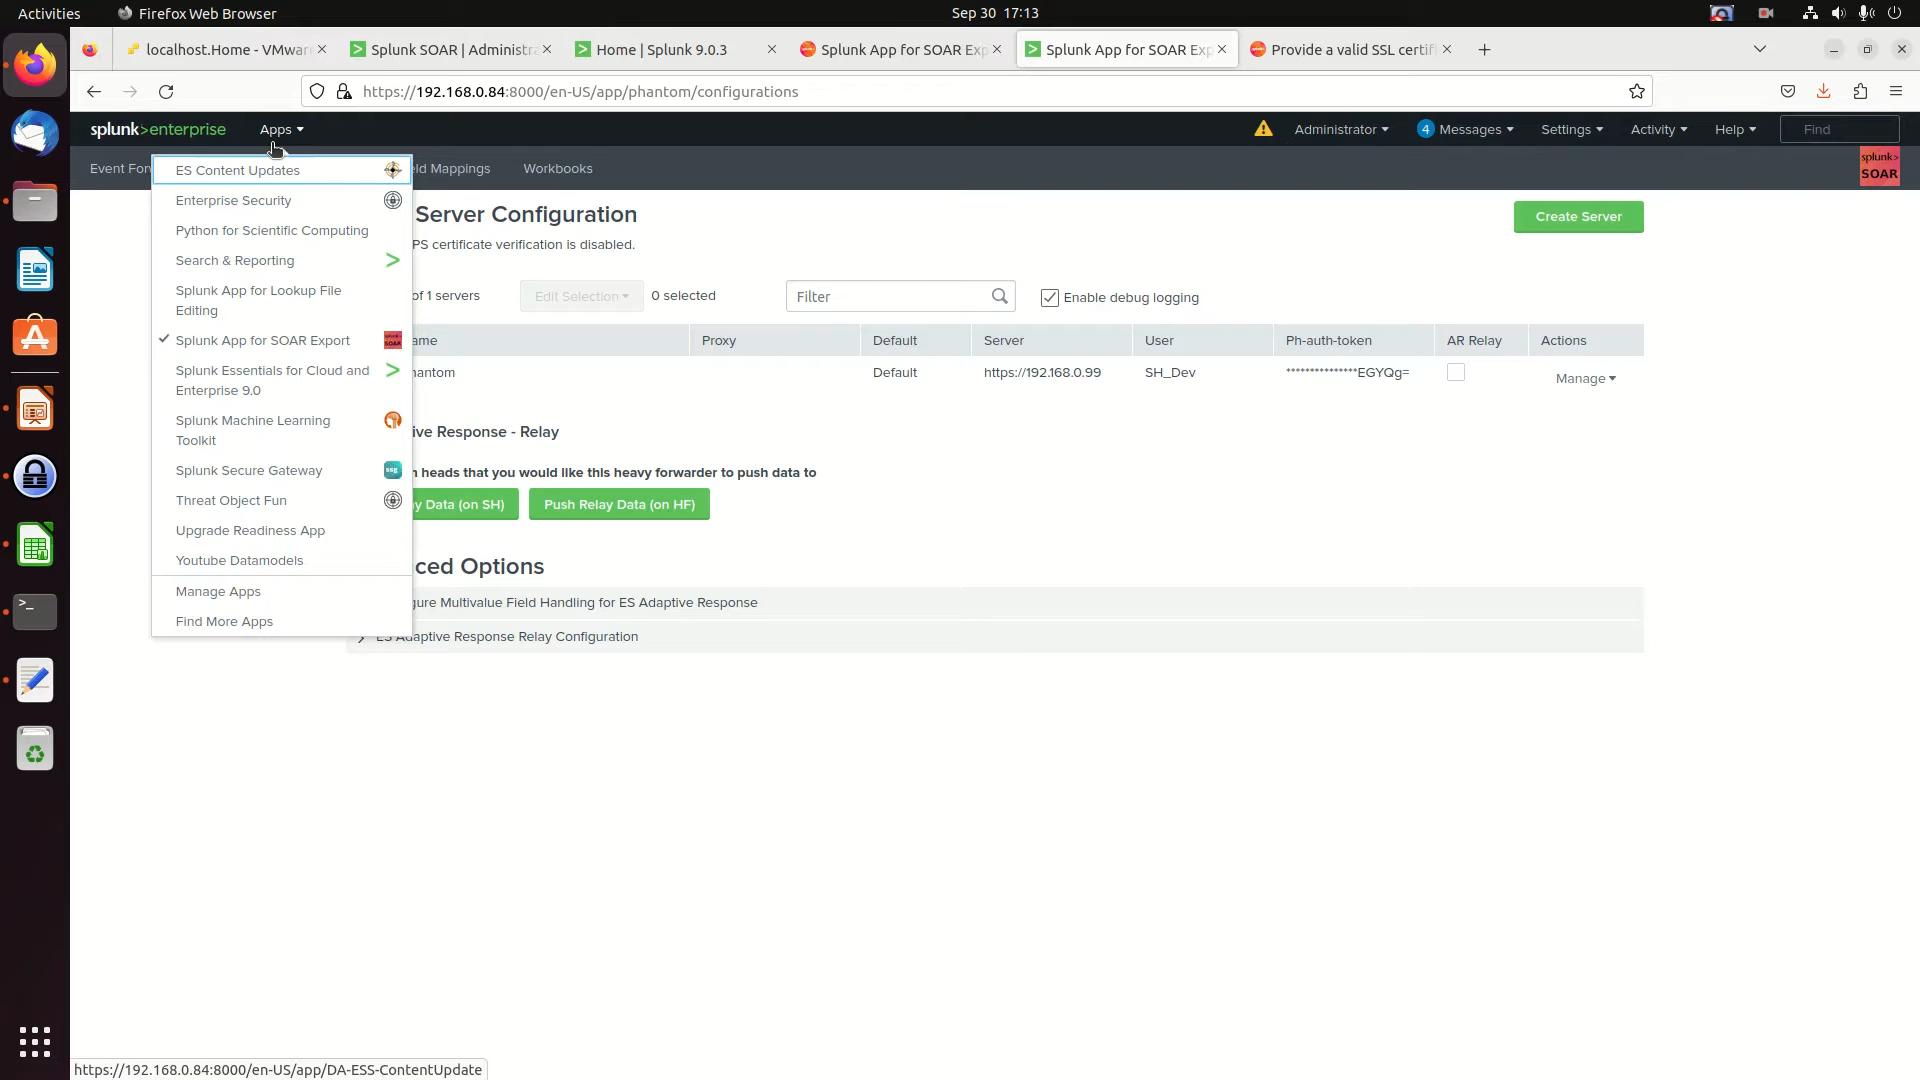 Activities
Firefox Web Browser
Sep 30 17:13
localhost.Home - VMwar
Splunk SOAR | Administra
Home | Splunk 9.0.3
Splunk App for SOAR Exp
Splunk App for SOAR Exp
Provide a valid SSL certif
https://192.168.0.84:8000/en-US/app/phantom/configurations
splunk>enterprise
Apps
Administrator
4 Messages
Settings
Activity
Help
Find
Event For
ld Mappings
Workbooks
splunk>
SOAR
ES Content Updates
Enterprise Security
Python for Scientific Computing
Search & Reporting
Splunk App for Lookup File
Editing
Splunk App for SOAR Export
Splunk Essentials for Cloud and
Enterprise 9.0
Splunk Machine Learning
Toolkit
Splunk Secure Gateway
ssg
Threat Object Fun
Upgrade Readiness App
Youtube Datamodels
Manage Apps
Find More Apps
Server Configuration
Create Server
PS certificate verification is disabled.
of 1 servers
Edit Selection
0 selected
Filter
Enable debug logging
ame
Proxy
Default
Server
User
Ph-auth-token
AR Relay
Actions
hantom
Default
https://192.168.0.99
SH_Dev
***************EGYQg=
Manage
ive Response - Relay
h heads that you would like this heavy forwarder to push data to
y Data (on SH)
Push Relay Data (on HF)
ced Options
gure Multivalue Field Handling for ES Adaptive Response
ES Adaptive Response Relay Configuration
https://192.168.0.84:8000/en-US/app/DA-ESS-ContentUpdate